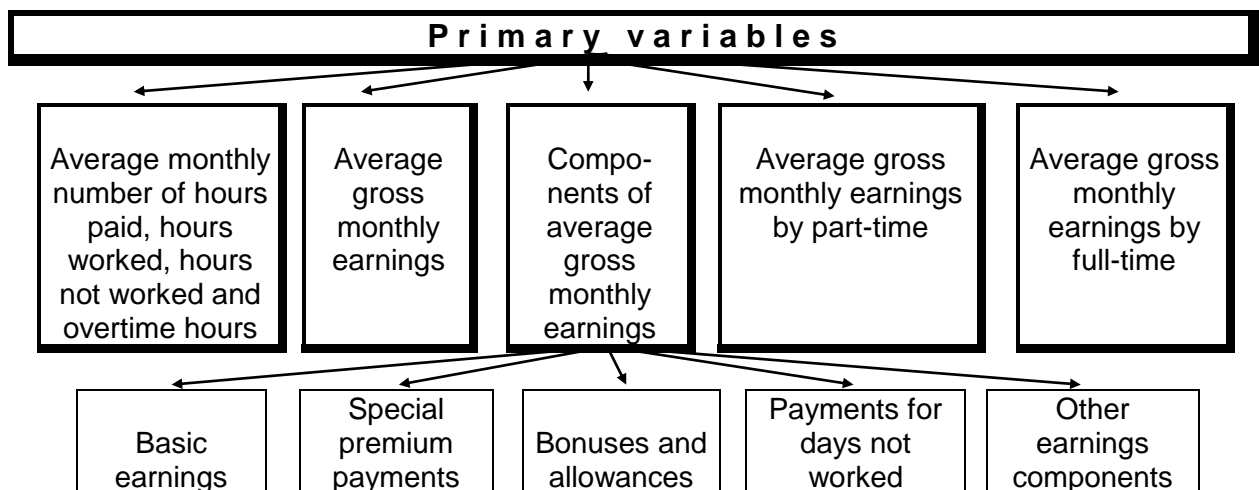 Primary variables
Average monthly
number of hours
paid, hours
worked, hours
not worked and
overtime hours
Average
gross
monthly
earnings
Compo-
nents of
average
gross
monthly
earnings
Average gross
monthly earnings
by part-time
Average gross
monthly
earnings by
full-time
Basic
earnings
Special
premium
payments
Bonuses and
allowances
Payments for
days not
worked
Other
earnings
components